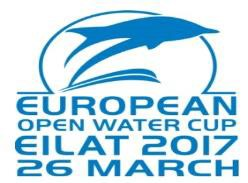 EUROPEAN
OPEN WATER CUP
EILAT 2017
26 MARCH